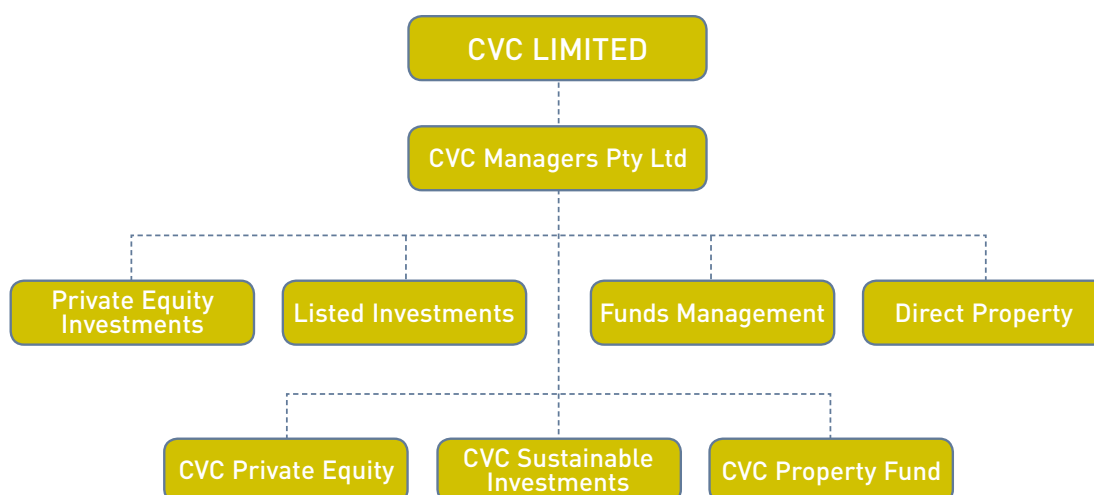 CVC LIMITED
CVC Managers Pty Ltd
Private Equity
Investments
Listed Investments
Funds Management
Direct Property
CVC Private Equity
CVC Sustainable
Investments
CVC Property Fund